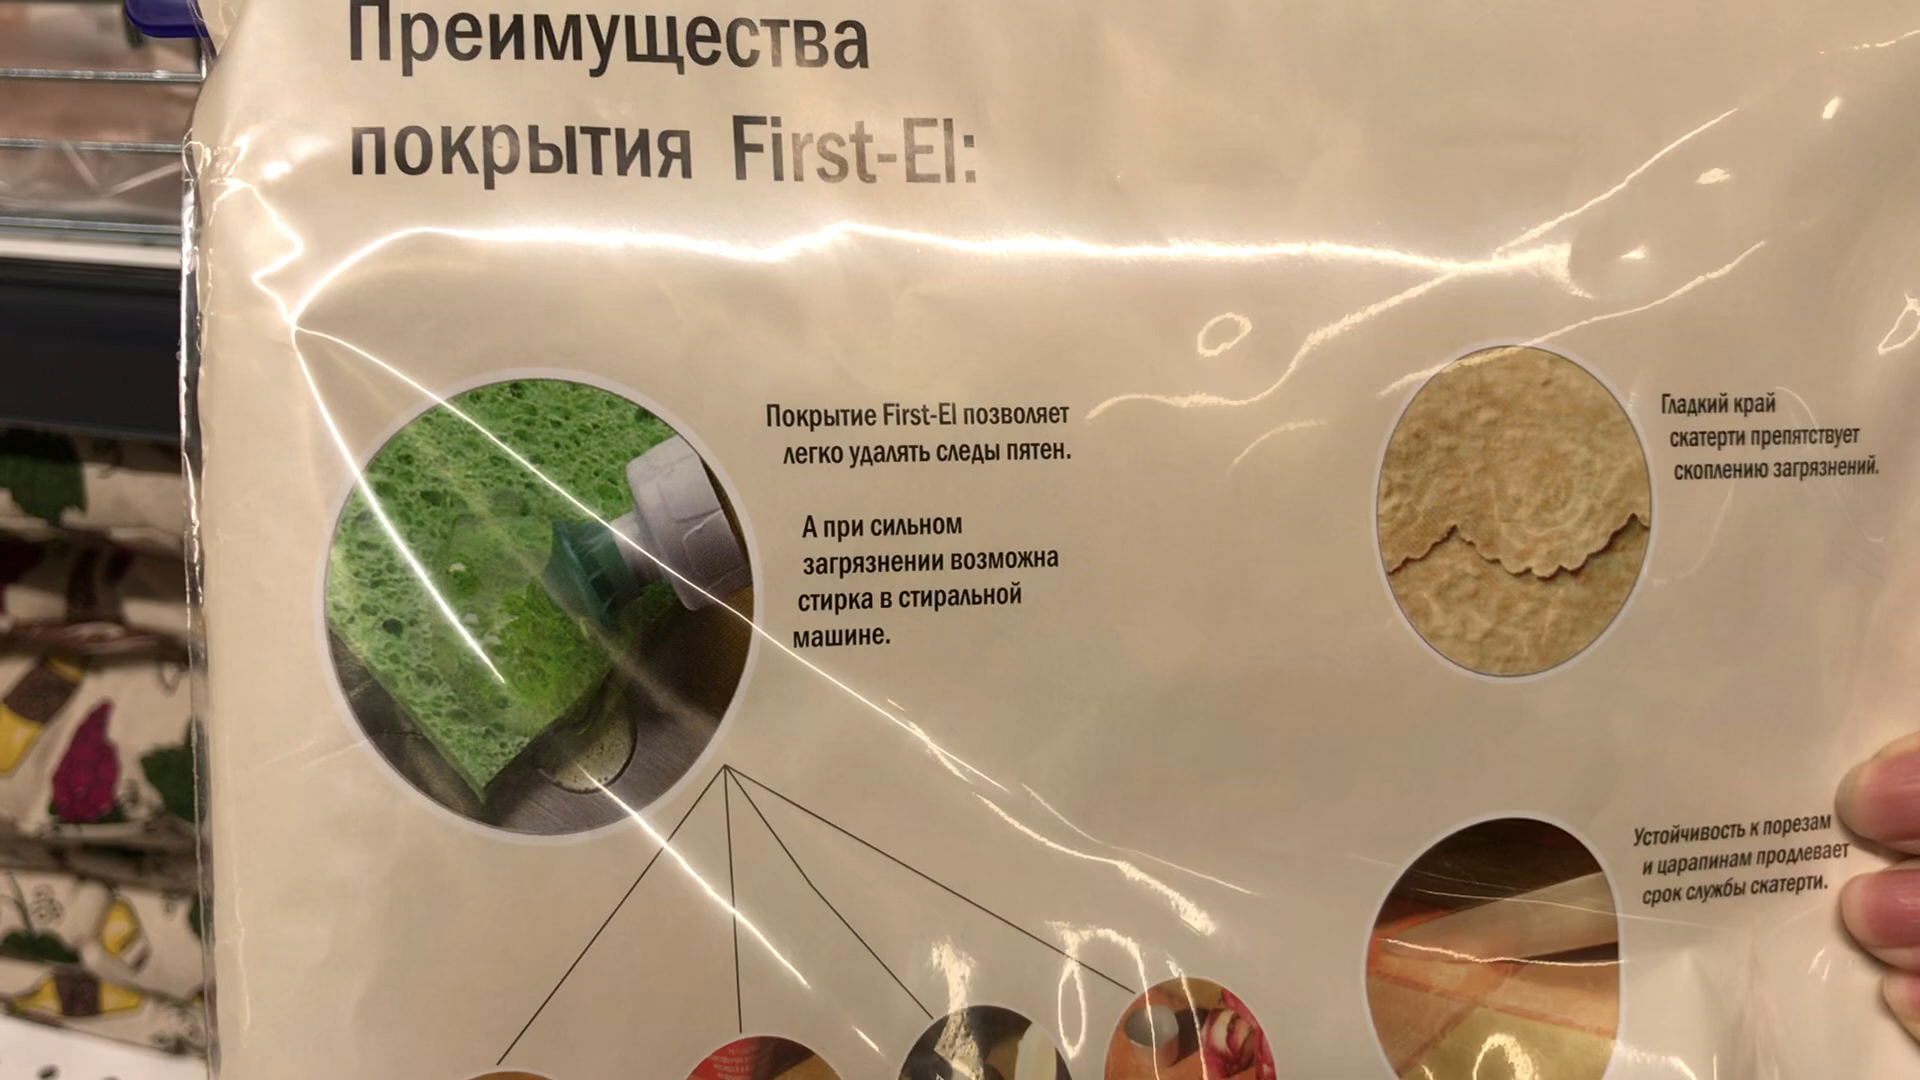 Преимущества
покрытия First-El:
Покрытие First-El позволяет
легко удалять следы пятен.
А при сильном
загрязнении возможна
стирка в стиральной
машине.
Гладкий край
скатерти препятствует
скоплению загрязнений.
Устойчивость к порезам
и царапинам продлевает
срок службы скатерти.